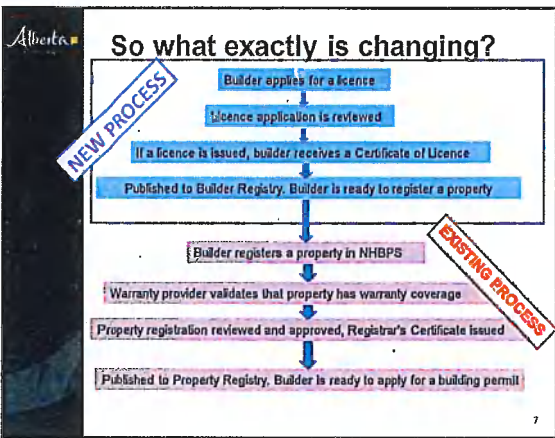 Alberta
So what exactly is changing?
NEW PROCESS
Builder applies for a licence
Licence application is reviewed
If a licence is issued, builder receives a Certificate of Licence
Published to Builder Registry. Builder is ready to register a property
EXISTING PROCESS
Builder registers a property in NHBPS
Warranty provider validates that property has warranty coverage
Property registration reviewed and approved, Registrar's Certificate issued
Published to Property Registry. Builder is ready to apply for a building permit
7